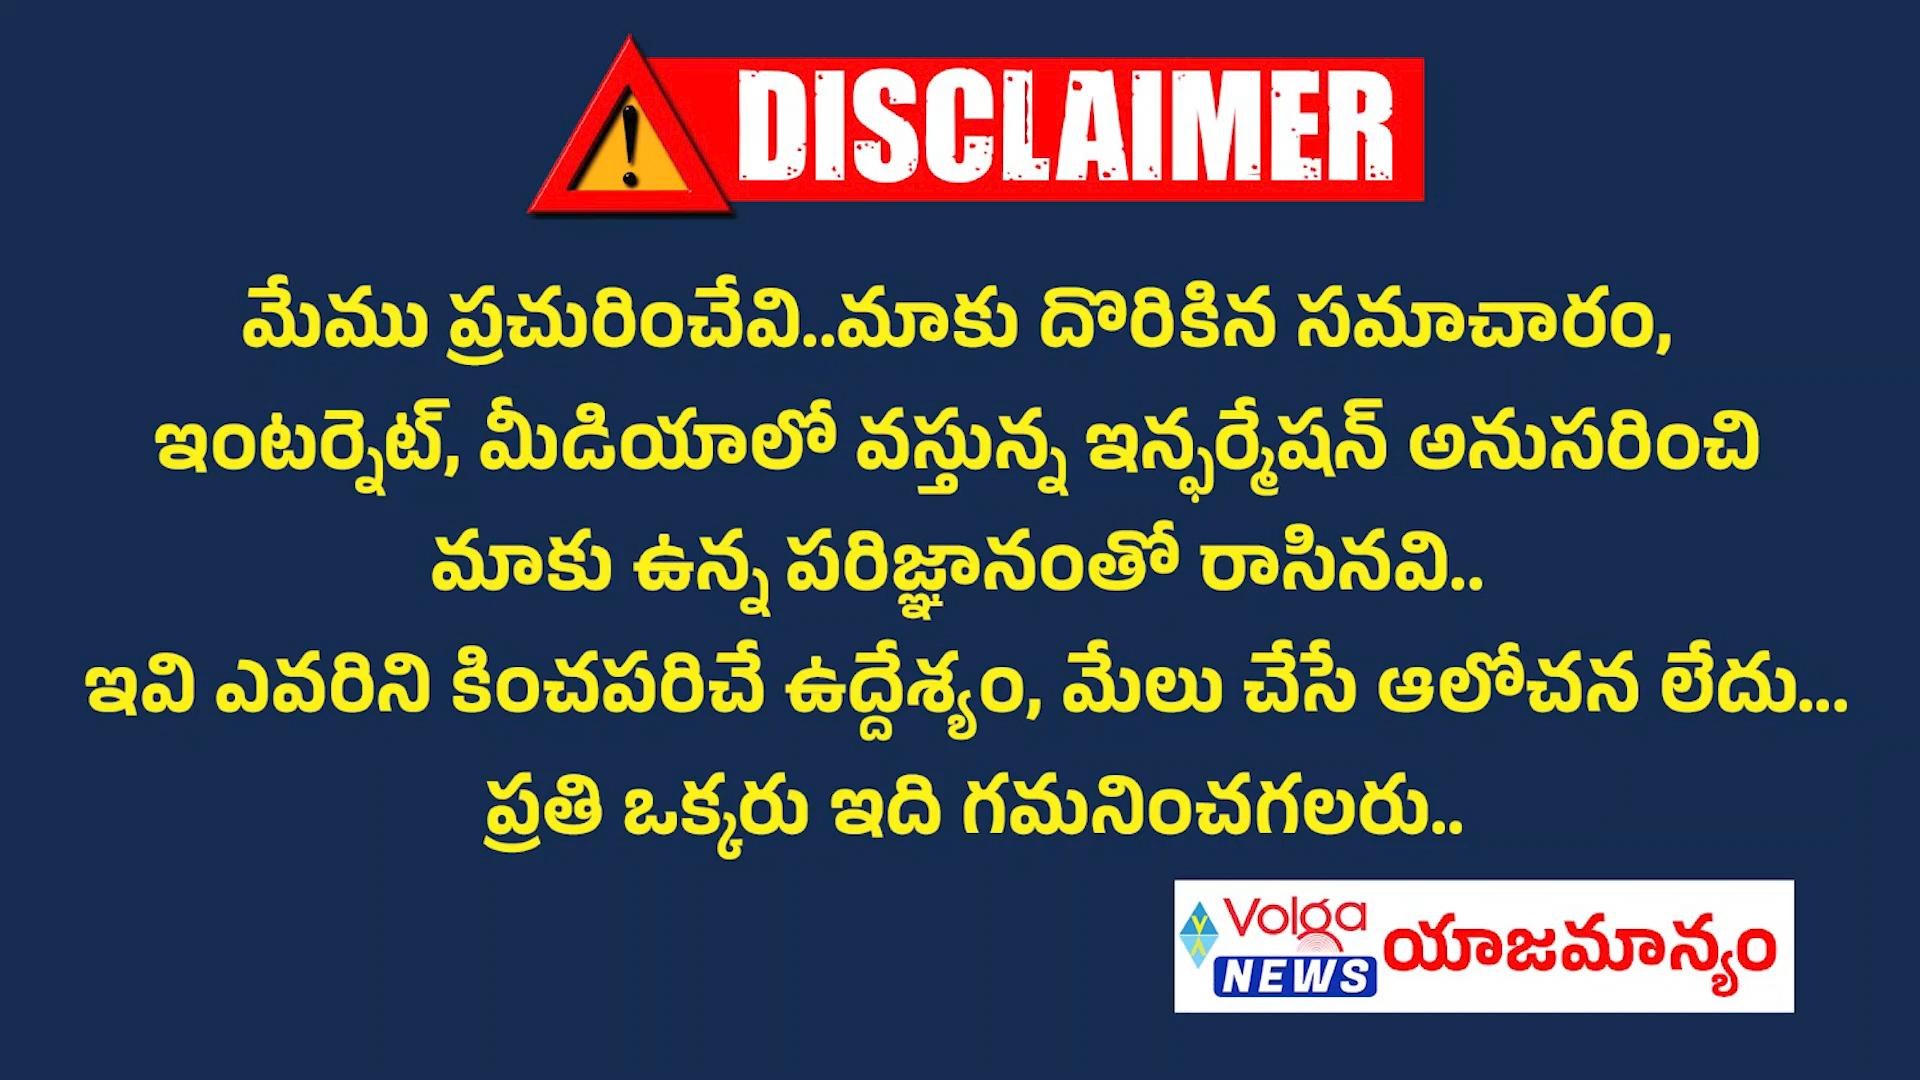 DISCLAIMER
మేము ప్రచురించేవి..మాకు దొరికిన సమాచారం,
ఇంటర్నెట్, మీడియాలో వస్తున్న ఇన్ఫర్మేషన్ అనుసరించి
మాకు ఉన్న పరిజ్ఞానంతో రాసినవి..
ఇవి ఎవరిని కించపరిచే ఉద్దేశ్యం, మేలు చేసే ఆలోచన లేదు...
ప్రతి ఒక్కరు ఇది గమనించగలరు..
Volga
NEWS యాజమాన్యం